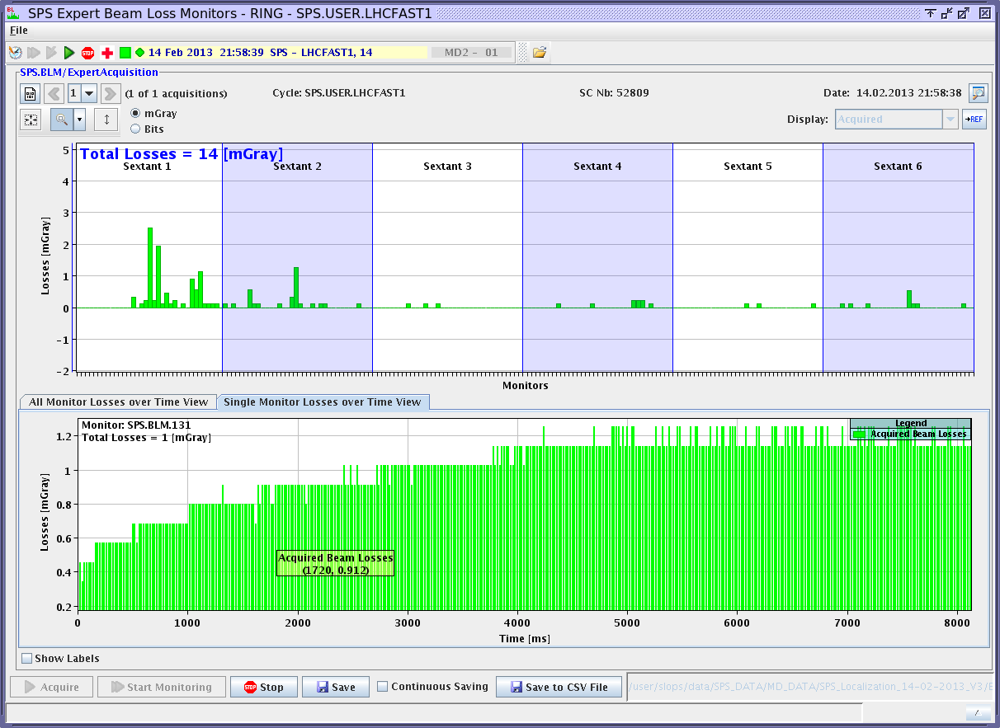 SPS Expert Beam Loss Monitors - RING - SPS.USER.LHCFAST1
File
14 Feb 2013 21:58:39 SPS - LHCFAST1, 14 MD2 - 01
SPS.BLM/ExpertAcquisition
1 (1 of 1 acquisitions) Cycle: SPS.USER.LHCFAST1 SC Nb: 52809 Date: 14.02.2013 21:58:38
mGray
Bits
Display: Acquired REF
Total Losses = 14 [mGray]
Sextant 1 Sextant 2 Sextant 3 Sextant 4 Sextant 5 Sextant 6
5
4
3
2
1
0
-1
-2
Losses [mGray]
Monitors
All Monitor Losses over Time View Single Monitor Losses over Time View
Monitor: SPS.BLM.131
Total Losses = 1 [mGray]
Legend
Acquired Beam Losses
1.2
1
0.8
0.6
0.4
0.2
Losses [mGray]
Acquired Beam Losses
(1720, 0.912)
0 1000 2000 3000 4000 5000 6000 7000 8000
Time [ms]
Show Labels
Acquire Start Monitoring STOP Stop Save Continuous Saving Save to CSV File /user/slops/data/SPS_DATA/MD_DATA/SPS_Localization_14-02-2013_V3/